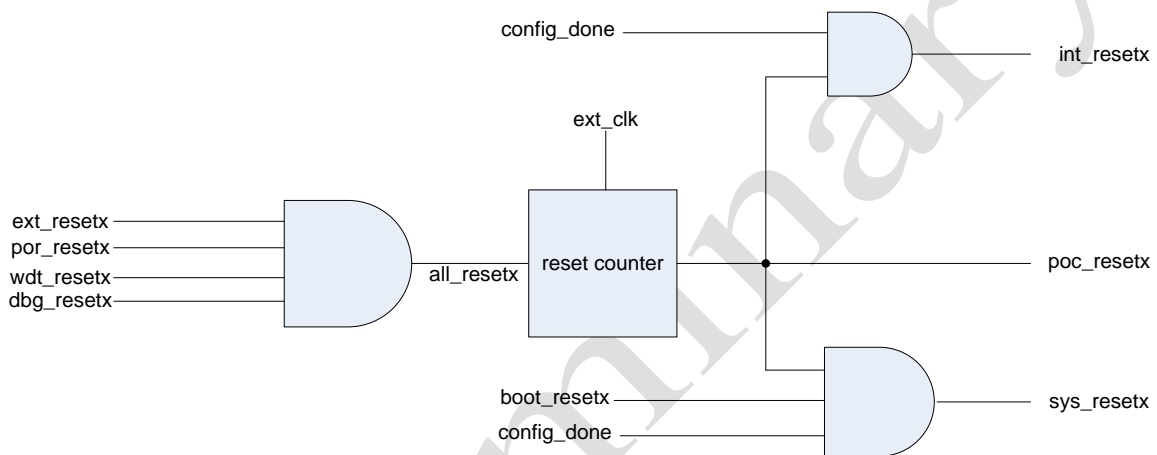 config_done
int_resetx
ext_clk
ext_resetx
por_resetx
wdt_resetx
dbg_resetx
all_resetx
reset counter
poc_resetx
boot_resetx
config_done
sys_resetx